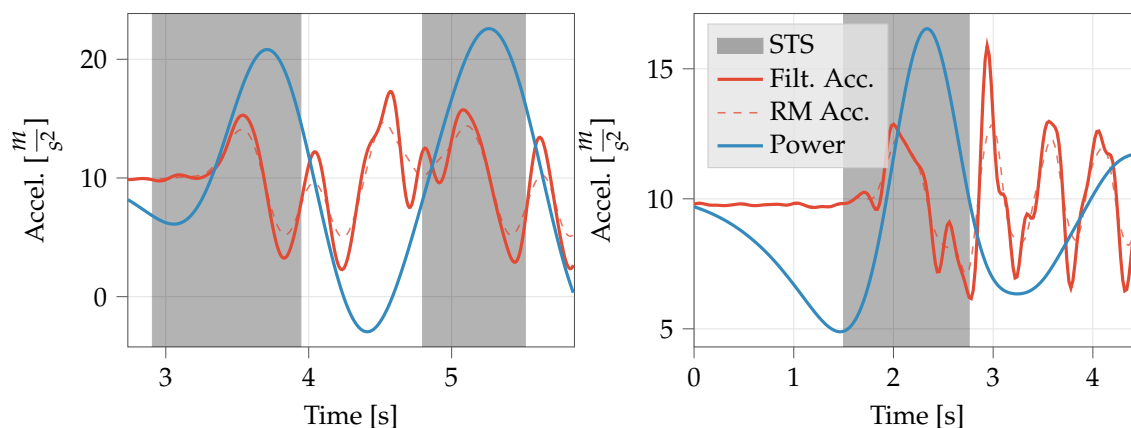 Accel. [m/s²]
20
10
0
3
4
5
Time [s]
Accel. [m/s²]
15
10
5
0
1
2
3
4
Time [s]
STS
Filt. Acc.
RM Acc.
Power